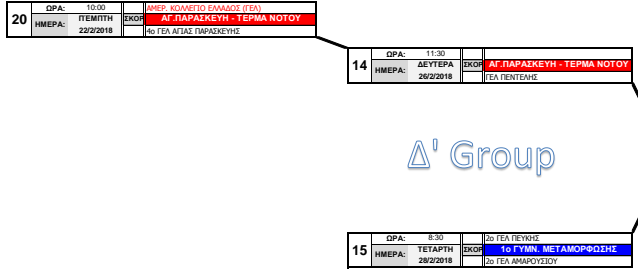 ΩΡΑ: 10:00 ΑΜΕΡ. ΚΟΛΛΕΓΙΟ ΕΛΛΑΔΟΣ (ΓΕΛ)
20 ΗΜΕΡΑ: ΠΕΜΠΤΗ ΣΚΟΡ ΑΓ.ΠΑΡΑΣΚΕΥΗ - ΤΕΡΜΑ ΝΟΤΟΥ
22/2/2018 4ο ΓΕΛ ΑΓΙΑΣ ΠΑΡΑΣΚΕΥΗΣ
ΩΡΑ: 11:30
14 ΗΜΕΡΑ: ΔΕΥΤΕΡΑ ΣΚΟΡ ΑΓ.ΠΑΡΑΣΚΕΥΗ - ΤΕΡΜΑ ΝΟΤΟΥ
26/2/2018 ΓΕΛ ΠΕΝΤΕΛΗΣ
Δ' Group
ΩΡΑ: 8:30 2ο ΓΕΛ ΠΕΥΚΗΣ
15 ΗΜΕΡΑ: ΤΕΤΑΡΤΗ ΣΚΟΡ 1ο ΓΥΜΝ. ΜΕΤΑΜΟΡΦΩΣΗΣ
28/2/2018 2ο ΓΕΛ ΑΜΑΡΟΥΣΙΟΥ